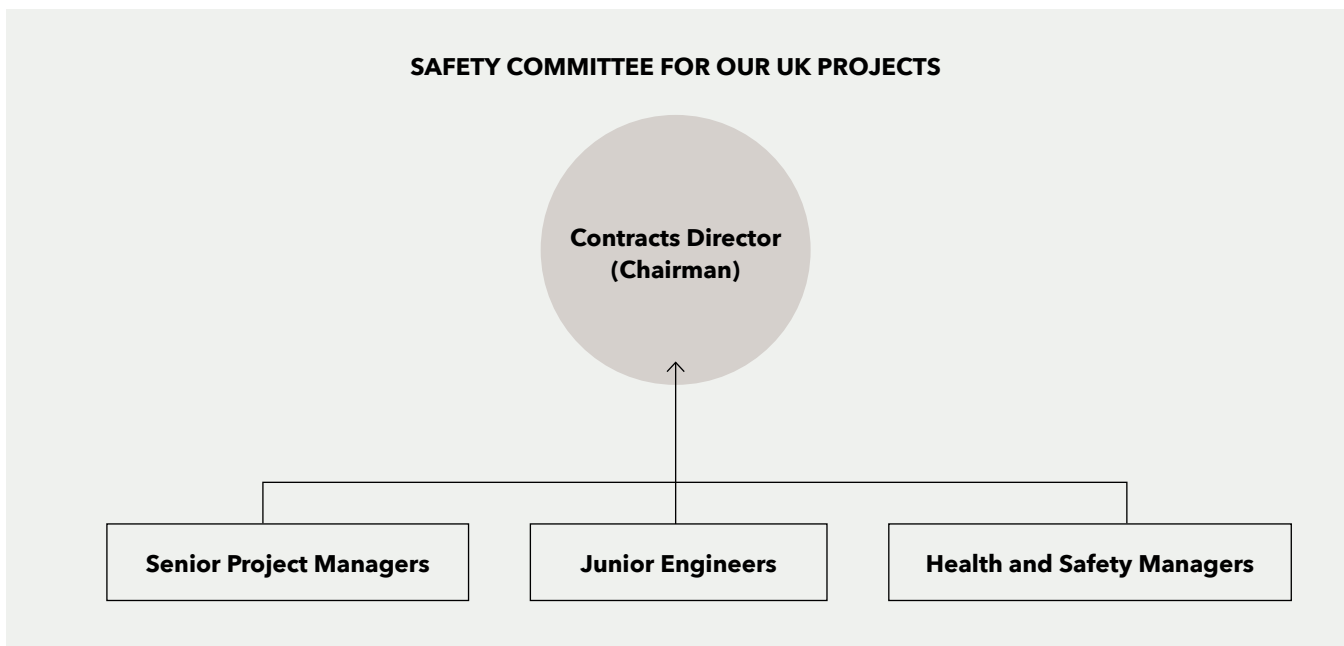 SAFETY COMMITTEE FOR OUR UK PROJECTS
Contracts Director
(Chairman)
Senior Project Managers
Junior Engineers
Health and Safety Managers